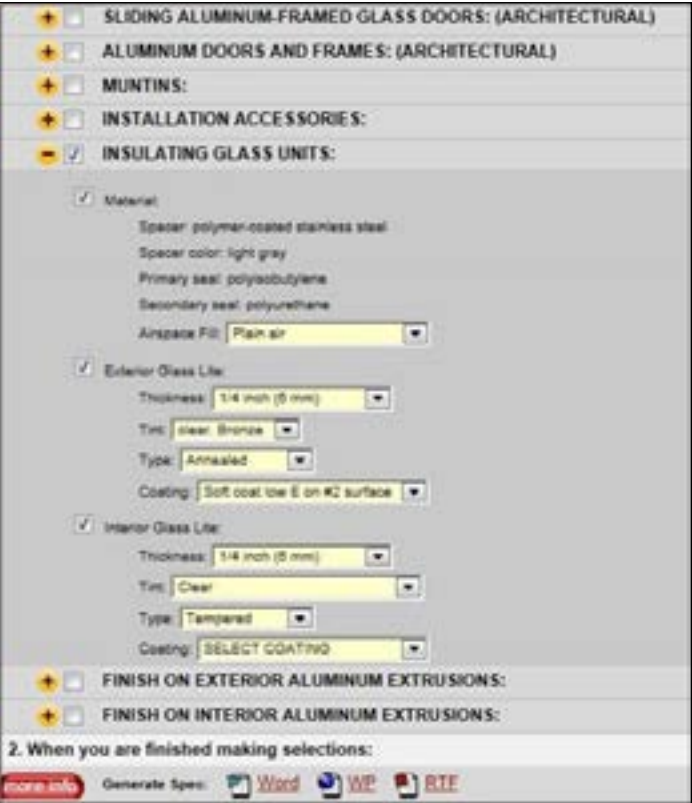 SLIDING ALUMINUM-FRAMED GLASS DOORS: (ARCHITECTURAL)
ALUMINUM DOORS AND FRAMES: (ARCHITECTURAL)
MUNTINS:
INSTALLATION ACCESSORIES:
INSULATING GLASS UNITS:
Material:
Spacer: polymer-coated stainless steel
Spacer color: light gray
Primary seal: polyisobutylene
Secondary seal: polyurethane
Airspace Fill: Plain air
Exterior Glass Lite:
Thickness: 1/4 inch (6 mm)
Tint: clear. Bronze
Type: Annealed
Coating: Soft coat low E on #2 surface
Interior Glass Lite:
Thickness: 1/4 inch (6 mm)
Tint: Clear
Type: Tempered
Coating: SELECT COATING
FINISH ON EXTERIOR ALUMINUM EXTRUSIONS:
FINISH ON INTERIOR ALUMINUM EXTRUSIONS:
2. When you are finished making selections:
more info Generate Spec: Word WP RTF